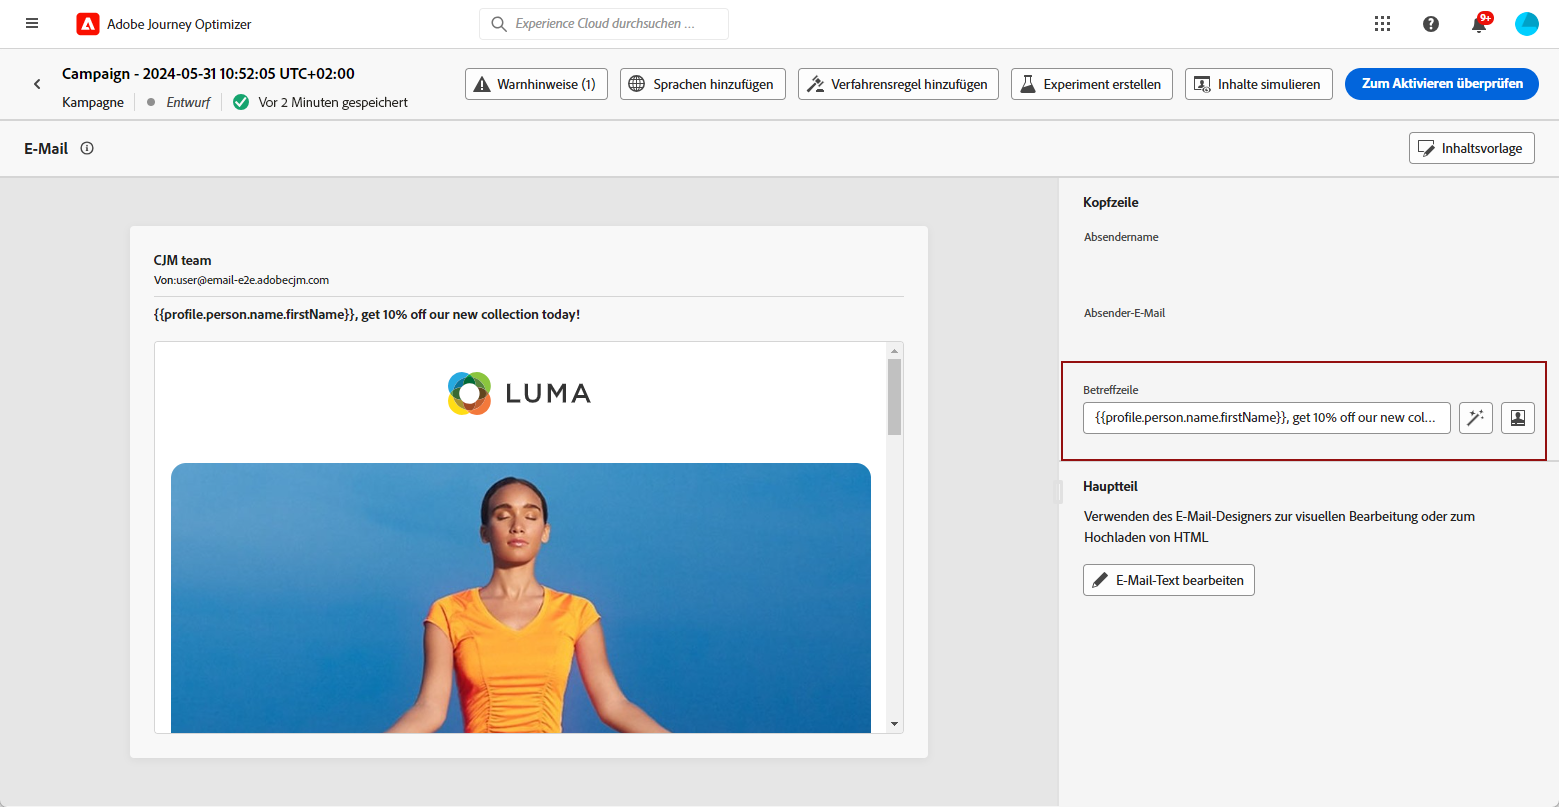 Adobe Journey Optimizer
Experience Cloud durchsuchen ...
9+
Campaign - 2024-05-31 10:52:05 UTC+02:00
Kampagne
Entwurf
Vor 2 Minuten gespeichert
Warnhinweise (1)
Sprachen hinzufügen
Verfahrensregel hinzufügen
Experiment erstellen
Inhalte simulieren
Zum Aktivieren überprüfen
E-Mail
Inhaltsvorlage
CJM team
Von:user@email-e2e.adobecjm.com
{{profile.person.name.firstName}}, get 10% off our new collection today!
LUMA
Kopfzeile
Absendername
Absender-E-Mail
Betreffzeile
{{profile.person.name.firstName}}, get 10% off our new col...
Hauptteil
Verwenden des E-Mail-Designers zur visuellen Bearbeitung oder zum
Hochladen von HTML
E-Mail-Text bearbeiten